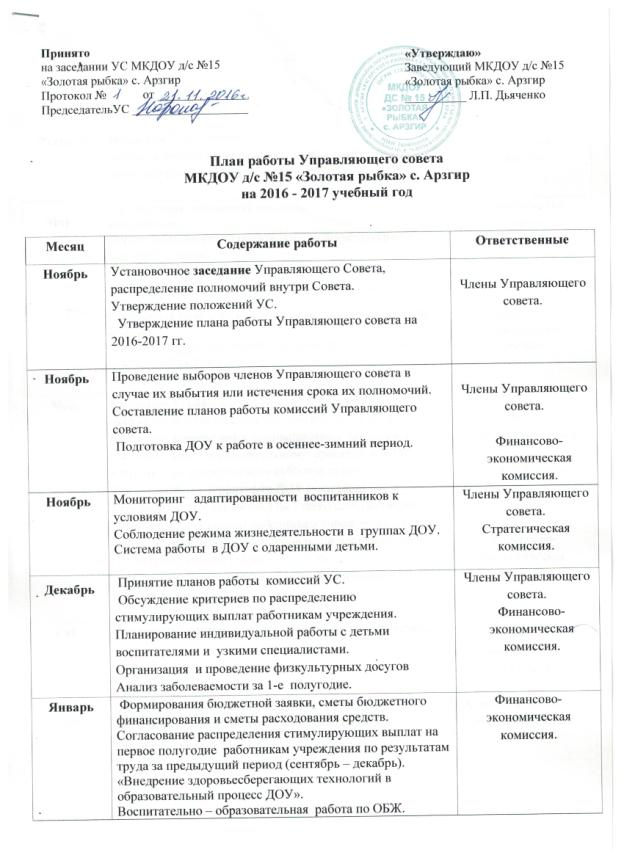 Принято
на заседании УС МКДОУ д/с №15
«Золотая рыбка» с. Арзгир
Протокол № 1 от 21.11.2016г.
ПредседательУС
«Утверждаю»
Заведующий МКДОУ д/с №15
«Золотая рыбка» с. Арзгир
Л.П. Дьяченко
МКДОУ
ДС № 15
«ЗОЛОТАЯ
РЫБКА»
с. АРЗГИР
План работы Управляющего совета
МКДОУ д/с №15 «Золотая рыбка» с. Арзгир
на 2016 - 2017 учебный год
Месяц
Содержание работы
Ответственные
Ноябрь
Установочное заседание Управляющего Совета,
распределение полномочий внутри Совета.
Утверждение положений УС.
Утверждение плана работы Управляющего совета на
2016-2017 гг.
Члены Управляющего
совета.
Ноябрь
Проведение выборов членов Управляющего совета в
случае их выбытия или истечения срока их полномочий.
Составление планов работы комиссий Управляющего
совета.
Подготовка ДОУ к работе в осеннее-зимний период.
Члены Управляющего
совета.
Финансово-
экономическая
комиссия.
Ноябрь
Мониторинг адаптированности воспитанников к
условиям ДОУ.
Соблюдение режима жизнедеятельности в группах ДОУ.
Система работы в ДОУ с одаренными детьми.
Члены Управляющего
совета.
Стратегическая
комиссия.
Декабрь
Принятие планов работы комиссий УС.
Обсуждение критериев по распределению
стимулирующих выплат работникам учреждения.
Планирование индивидуальной работы с детьми
воспитателями и узкими специалистами.
Организация и проведение физкультурных досугов
Анализ заболеваемости за 1-е полугодие.
Члены Управляющего
совета.
Финансово-
экономическая
комиссия.
Январь
Формирования бюджетной заявки, сметы бюджетного
финансирования и сметы расходования средств.
Согласование распределения стимулирующих выплат на
первое полугодие работникам учреждения по результатам
труда за предыдущий период (сентябрь – декабрь).
«Внедрение здоровьесберегающих технологий в
образовательный процесс ДОУ».
Воспитательно – образовательная работа по ОБЖ.
Финансово-
экономическая
комиссия.